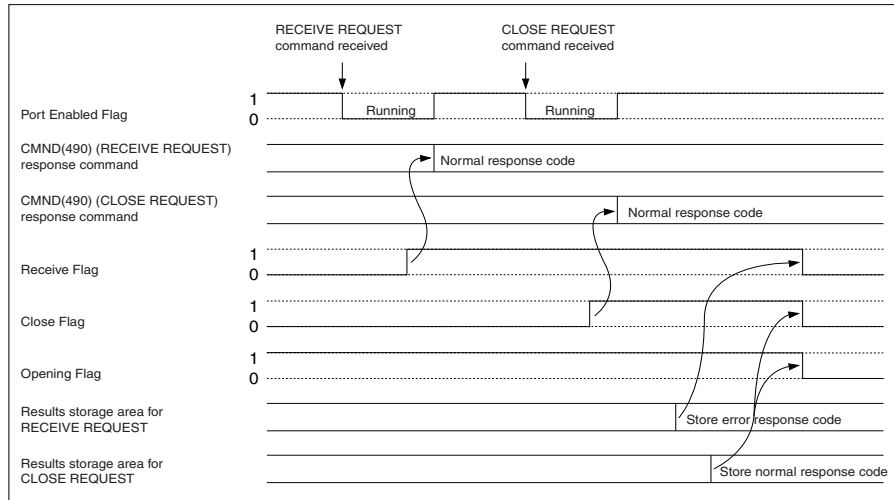 RECEIVE REQUEST
command received
CLOSE REQUEST
command received
Port Enabled Flag
1
0
Running
Running
CMND(490) (RECEIVE REQUEST)
response command
Normal response code
CMND(490) (CLOSE REQUEST)
response command
Normal response code
Receive Flag
1
0
Close Flag
1
0
Opening Flag
1
0
Results storage area for
RECEIVE REQUEST
Store error response code
Results storage area for
CLOSE REQUEST
Store normal response code